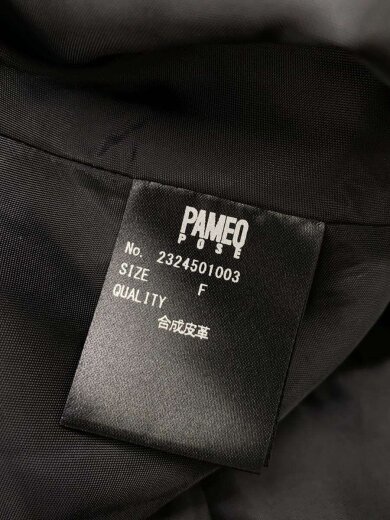 PAMEO
POSE
No. 2324501003
SIZE F
QUALITY
合成皮革